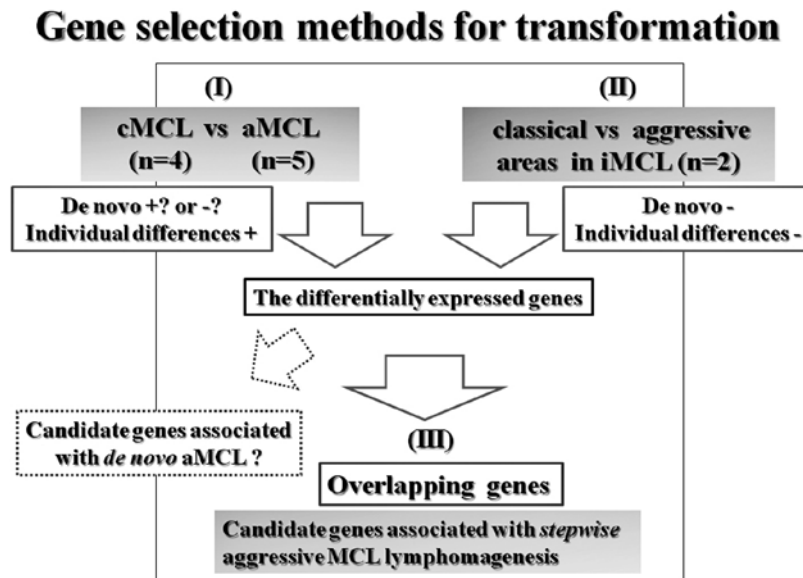 Gene selection methods for transformation
(I)
cMCL vs aMCL
(n=4) (n=5)
(II)
classical vs aggressive
areas in iMCL (n=2)
De novo +? or -?
Individual differences +
De novo -
Individual differences -
The differentially expressed genes
Candidate genes associated
with de novo aMCL ?
(III)
Overlapping genes
Candidate genes associated with stepwise
aggressive MCL lymphomagenesis